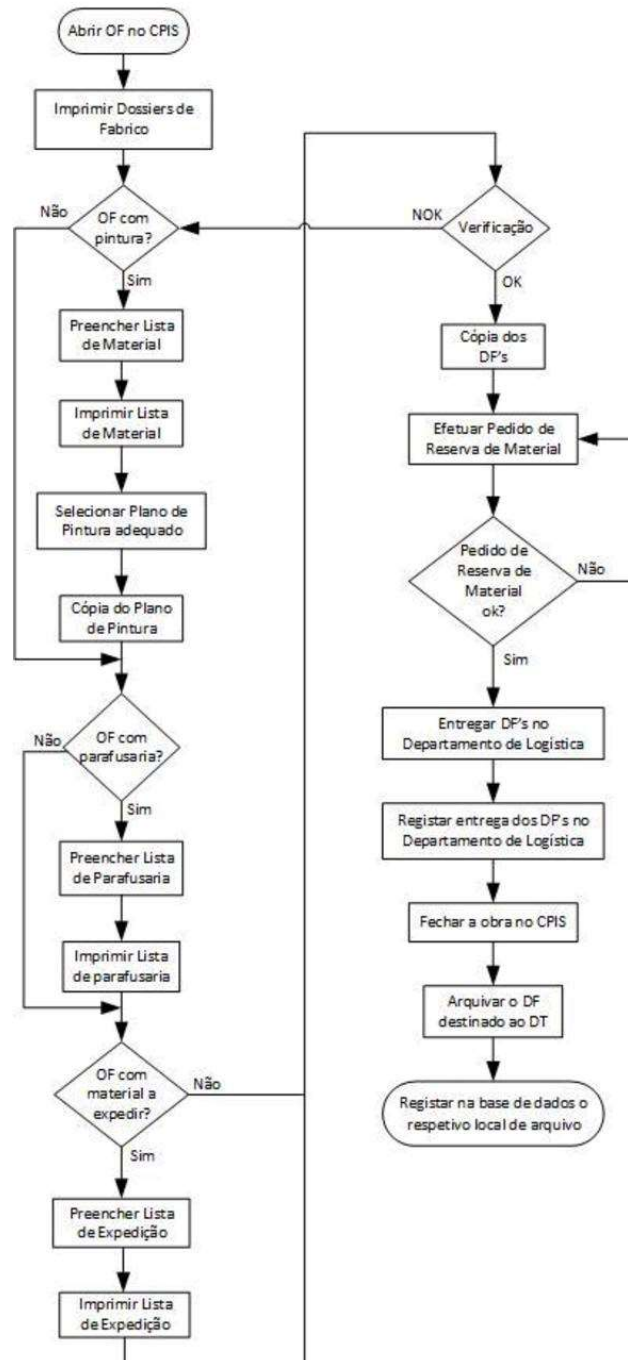 Abrir OF no CPIS
Imprimir Dossiers de
Fabrico
Não
OF com
pintura?
Sim
Preencher Lista
de Material
Imprimir Lista
de Material
Selecionar Plano de
Pintura adequado
Cópia do Plano
de Pintura
Não
OF com
parafusaria?
Sim
Preencher Lista
de Parafusaria
Imprimir Lista
de parafusaria
OF com
material a
expedir?
Não
Sim
Preencher Lista
de Expedição
Imprimir Lista
de Expedição
NOK
Verificação
OK
Cópia dos
DF's
Efetuar Pedido de
Reserva de Material
Pedido de
Reserva de
Material
ok?
Não
Sim
Entregar DF's no
Departamento de Logística
Registar entrega dos DF's no
Departamento de Logística
Fechar a obra no CPIS
Arquivar o DF
destinado ao DT
Registar na base de dados o
respetivo local de arquivo